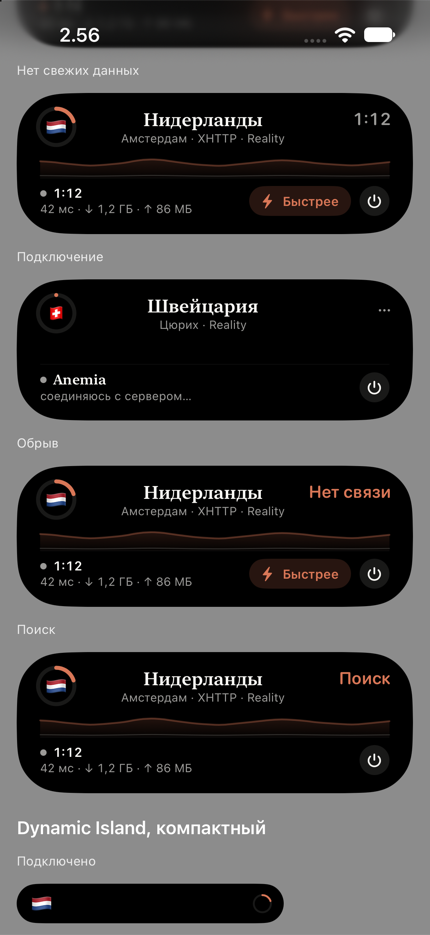 2.56
Нет свежих данных
Нидерланды
1:12
Амстердам · XHTTP · Reality
1:12
42 мс · ↓ 1,2 ГБ · ↑ 86 МБ
Быстрее
Подключение
Швейцария
...
Цюрих · Reality
Anemia
соединяюсь с сервером...
Обрыв
Нидерланды
Нет связи
Амстердам · XHTTP · Reality
1:12
42 мс · ↓ 1,2 ГБ · ↑ 86 МБ
Быстрее
Поиск
Нидерланды
Поиск
Амстердам · XHTTP · Reality
1:12
42 мс · ↓ 1,2 ГБ · ↑ 86 МБ
Dynamic Island, компактный
Подключено